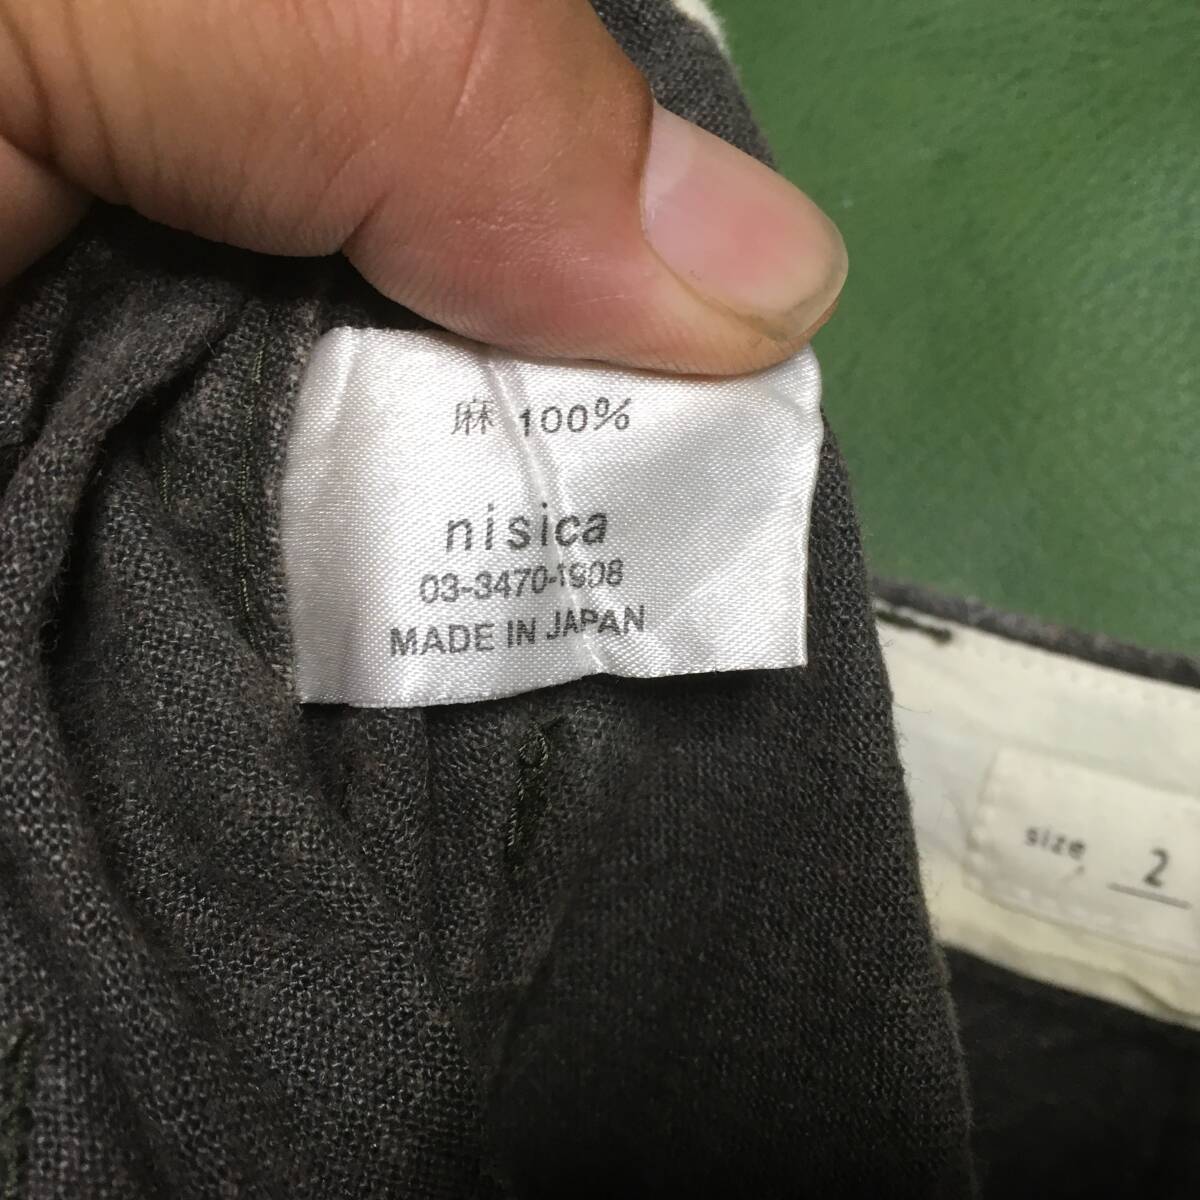 麻 100%
nisica
03-3470-1908
MADE IN JAPAN
size 2